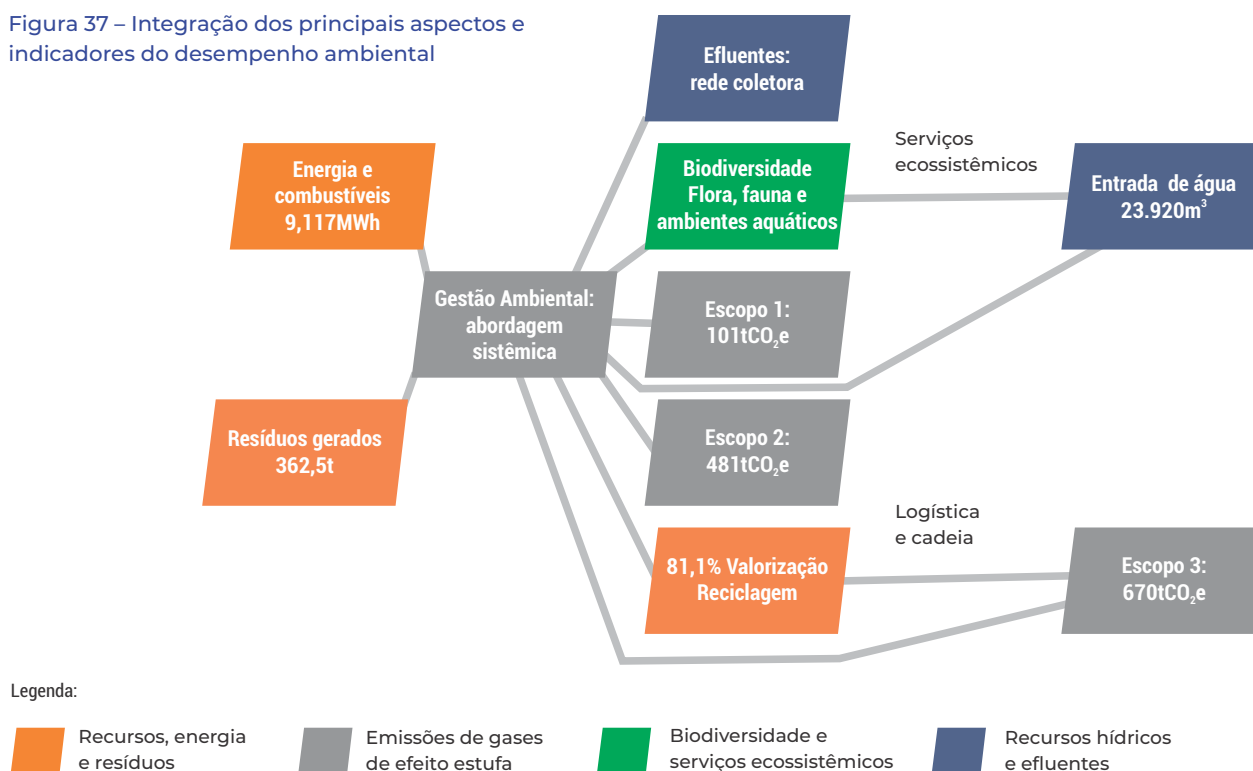 Figura 37 – Integração dos principais aspectos e
indicadores do desempenho ambiental
Efluentes:
rede coletora
Energia e
combustíveis
9,117MWh
Biodiversidade
Flora, fauna e
ambientes aquáticos
Serviços
ecossistêmicos
Entrada de água
23.920m³
Gestão Ambiental:
abordagem
sistêmica
Escopo 1:
101tCO₂e
Resíduos gerados
362,5t
Escopo 2:
481tCO₂e
81,1% Valorização
Reciclagem
Logística
e cadeia
Escopo 3:
670tCO₂e
Legenda:
Recursos, energia
e resíduos
Emissões de gases
de efeito estufa
Biodiversidade e
serviços ecossistêmicos
Recursos hídricos
e efluentes